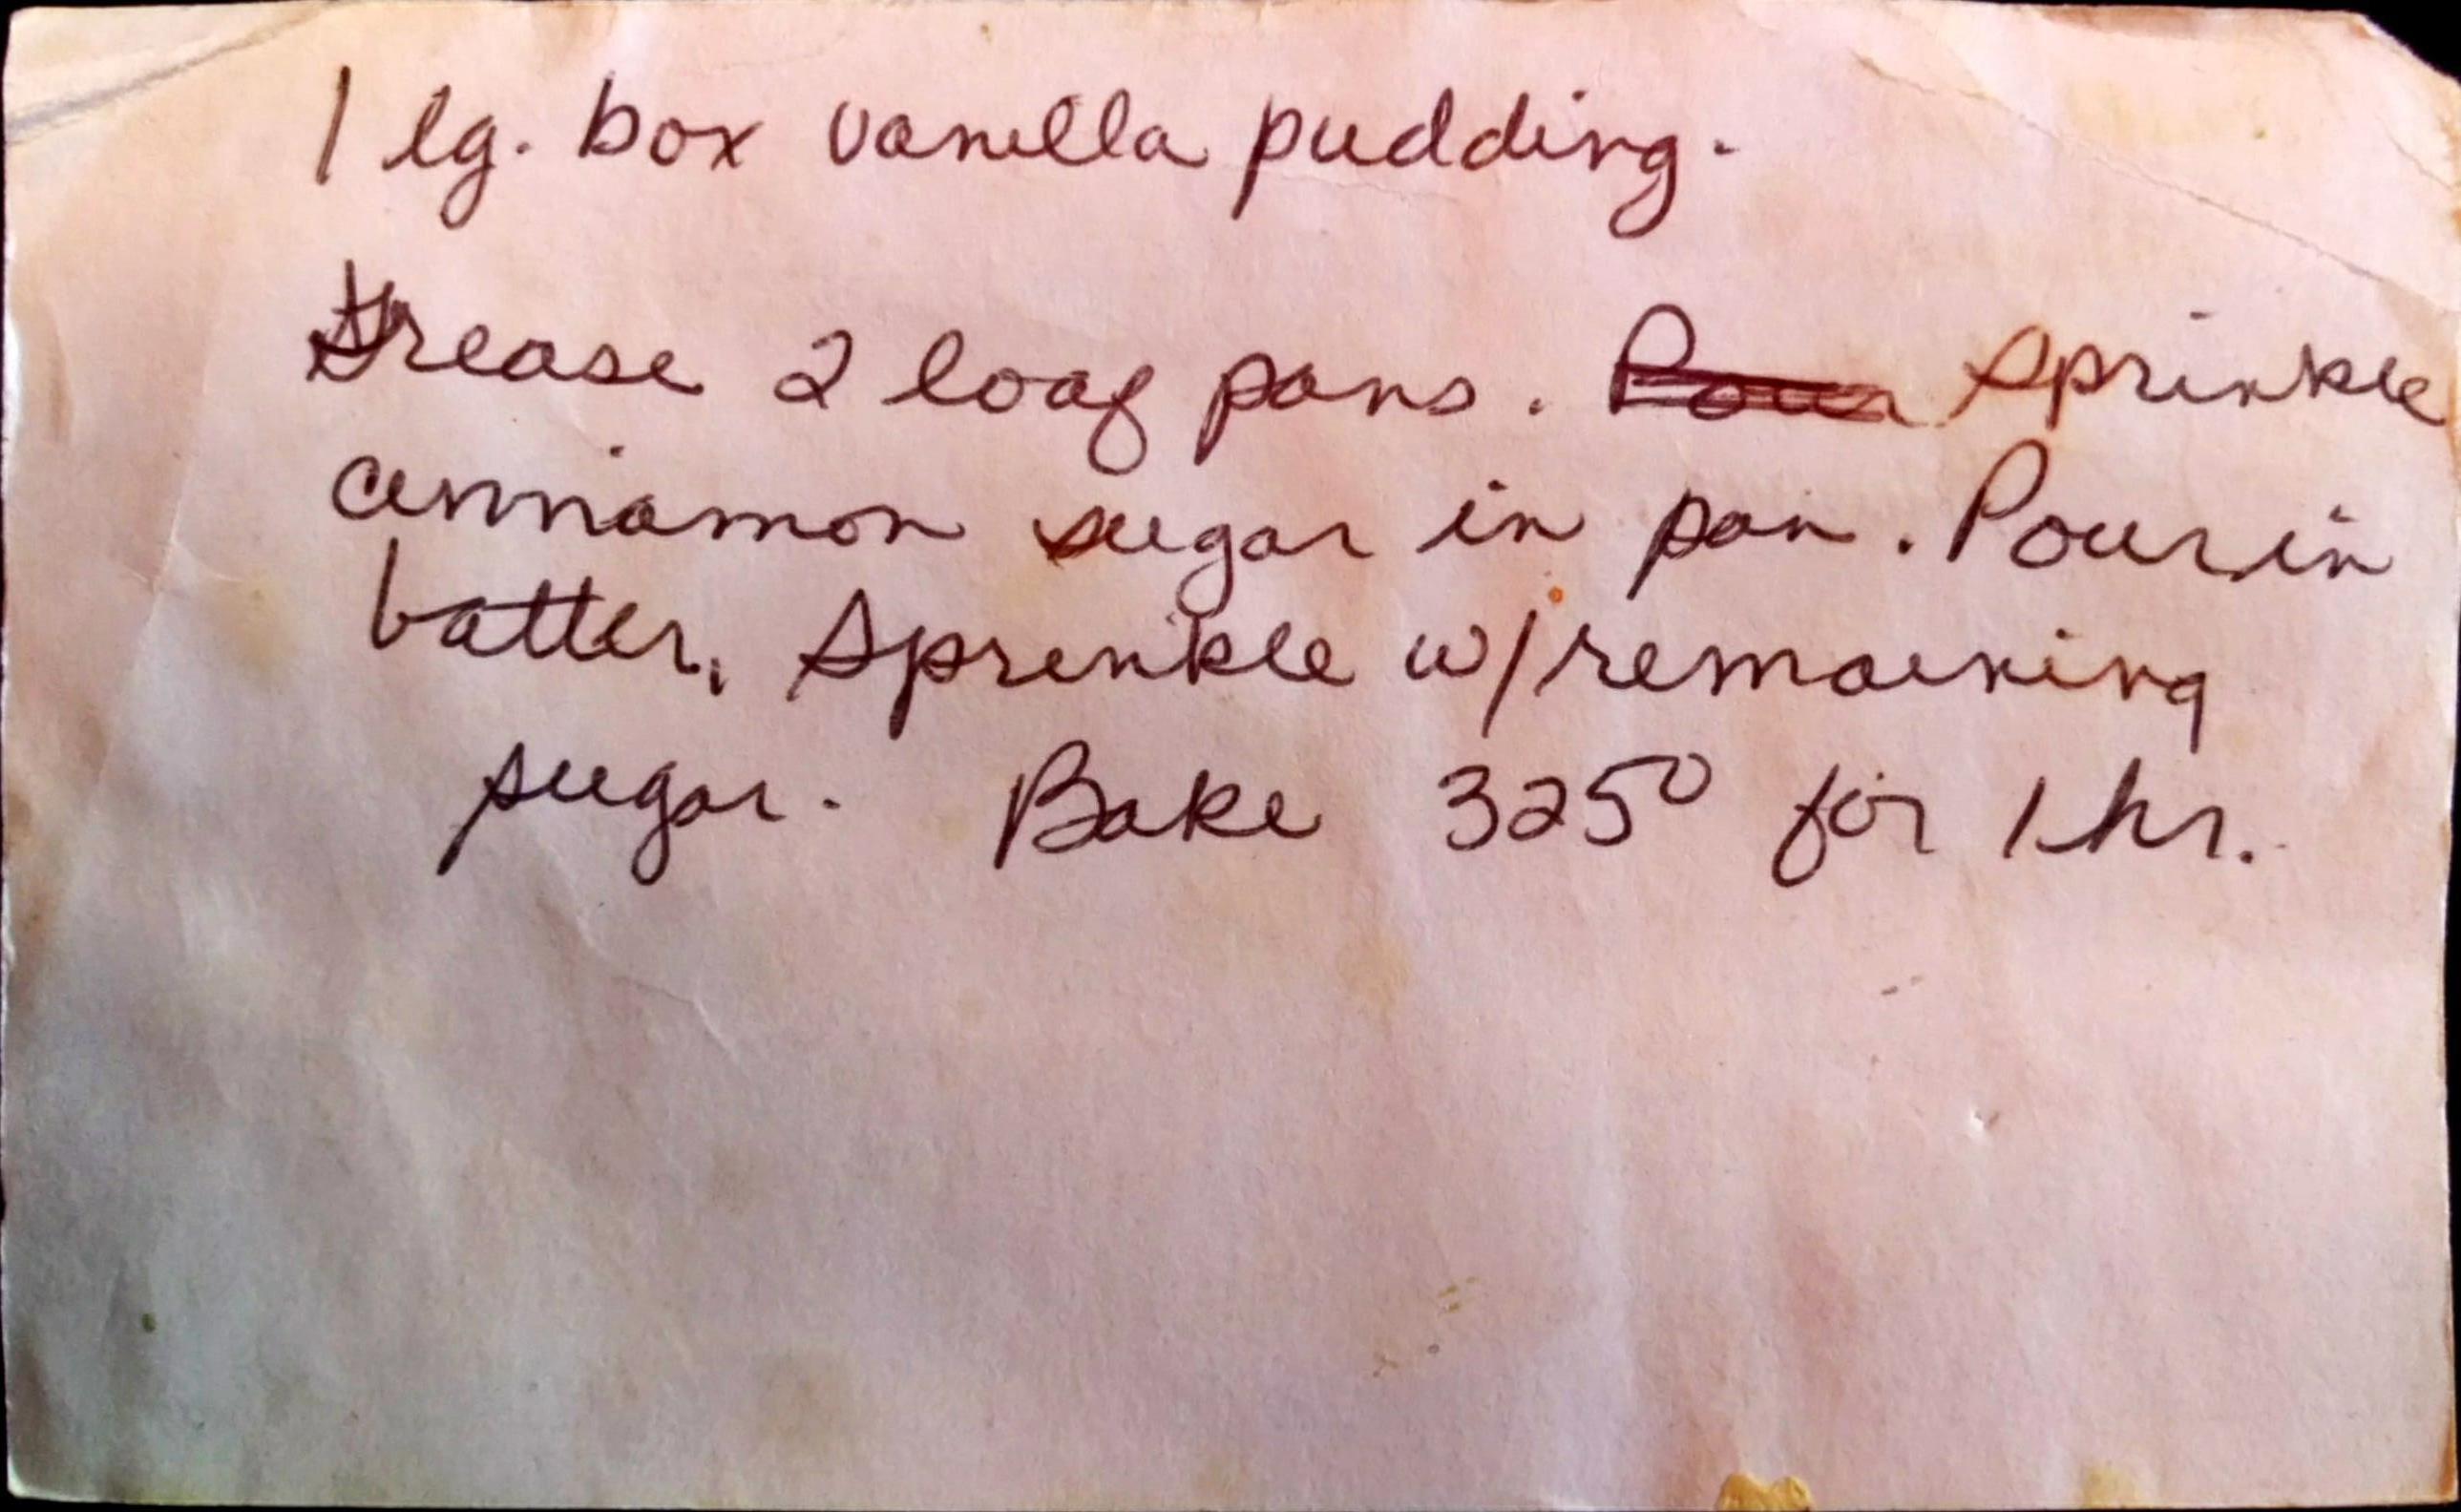 1 lg. box vanilla pudding.
Grease 2 loaf pans. Pour Sprinkle
cinnamon sugar in pan. Pour in
batter. Sprinkle w/remaining
sugar. Bake 325° for 1 hr.